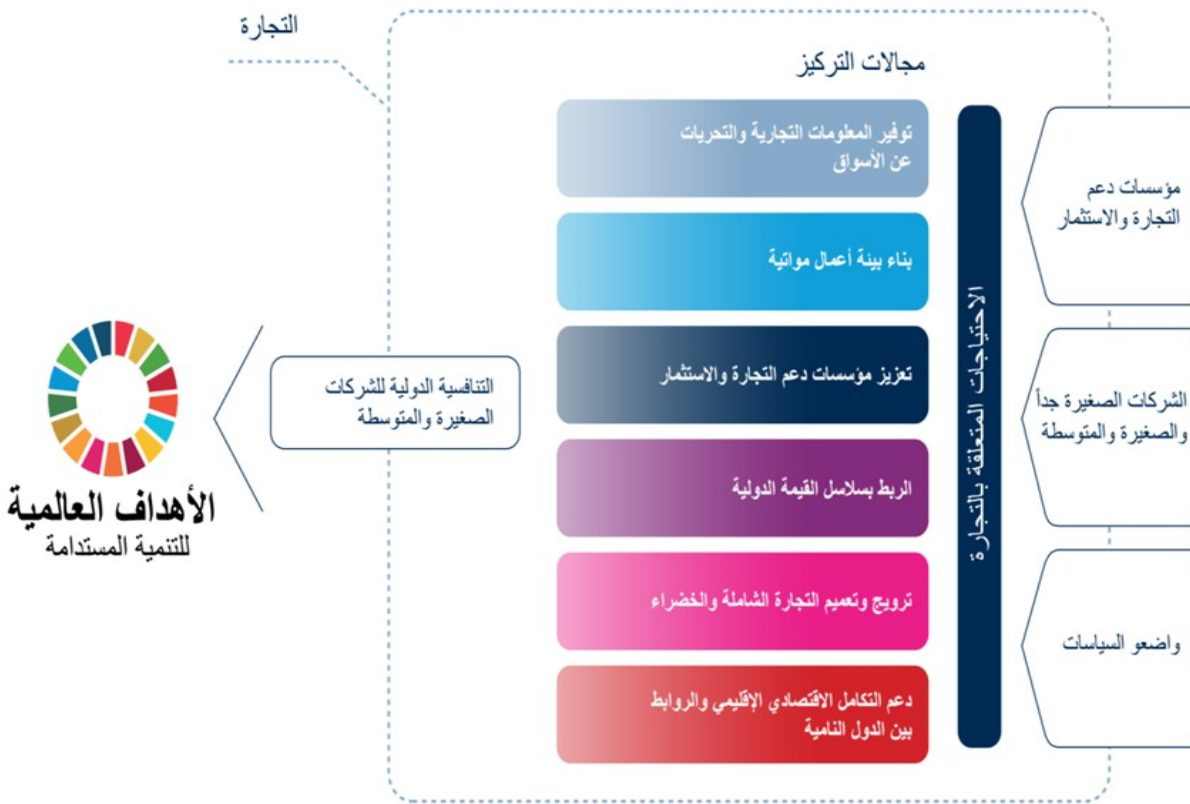 التجارة
مجالات التركيز
مؤسسات دعم
التجارة والاستثمار
الشركات الصغيرة جداً
والصغيرة والمتوسطة
واضعو السياسات
الاحتياجات المتعلقة بالتجارة
توفير المعلومات التجارية والتحريات
عن الأسواق
بناء بيئة أعمال مواتية
تعزيز مؤسسات دعم التجارة والاستثمار
الربط بسلاسل القيمة الدولية
ترويج وتعميم التجارة الشاملة والخضراء
دعم التكامل الاقتصادي الإقليمي والروابط
بين الدول النامية
التنافسية الدولية للشركات
الصغيرة والمتوسطة
الأهداف العالمية
للتنمية المستدامة